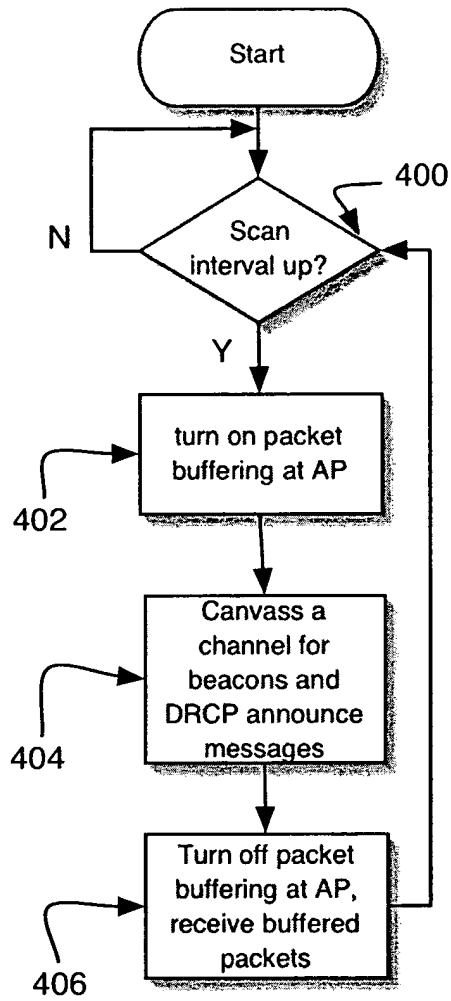 Start
400
Scan
interval up?
N
Y
turn on packet
buffering at AP
402
Canvass a
channel for
beacons and
DRCP announce
messages
404
Turn off packet
buffering at AP,
receive buffered
packets
406